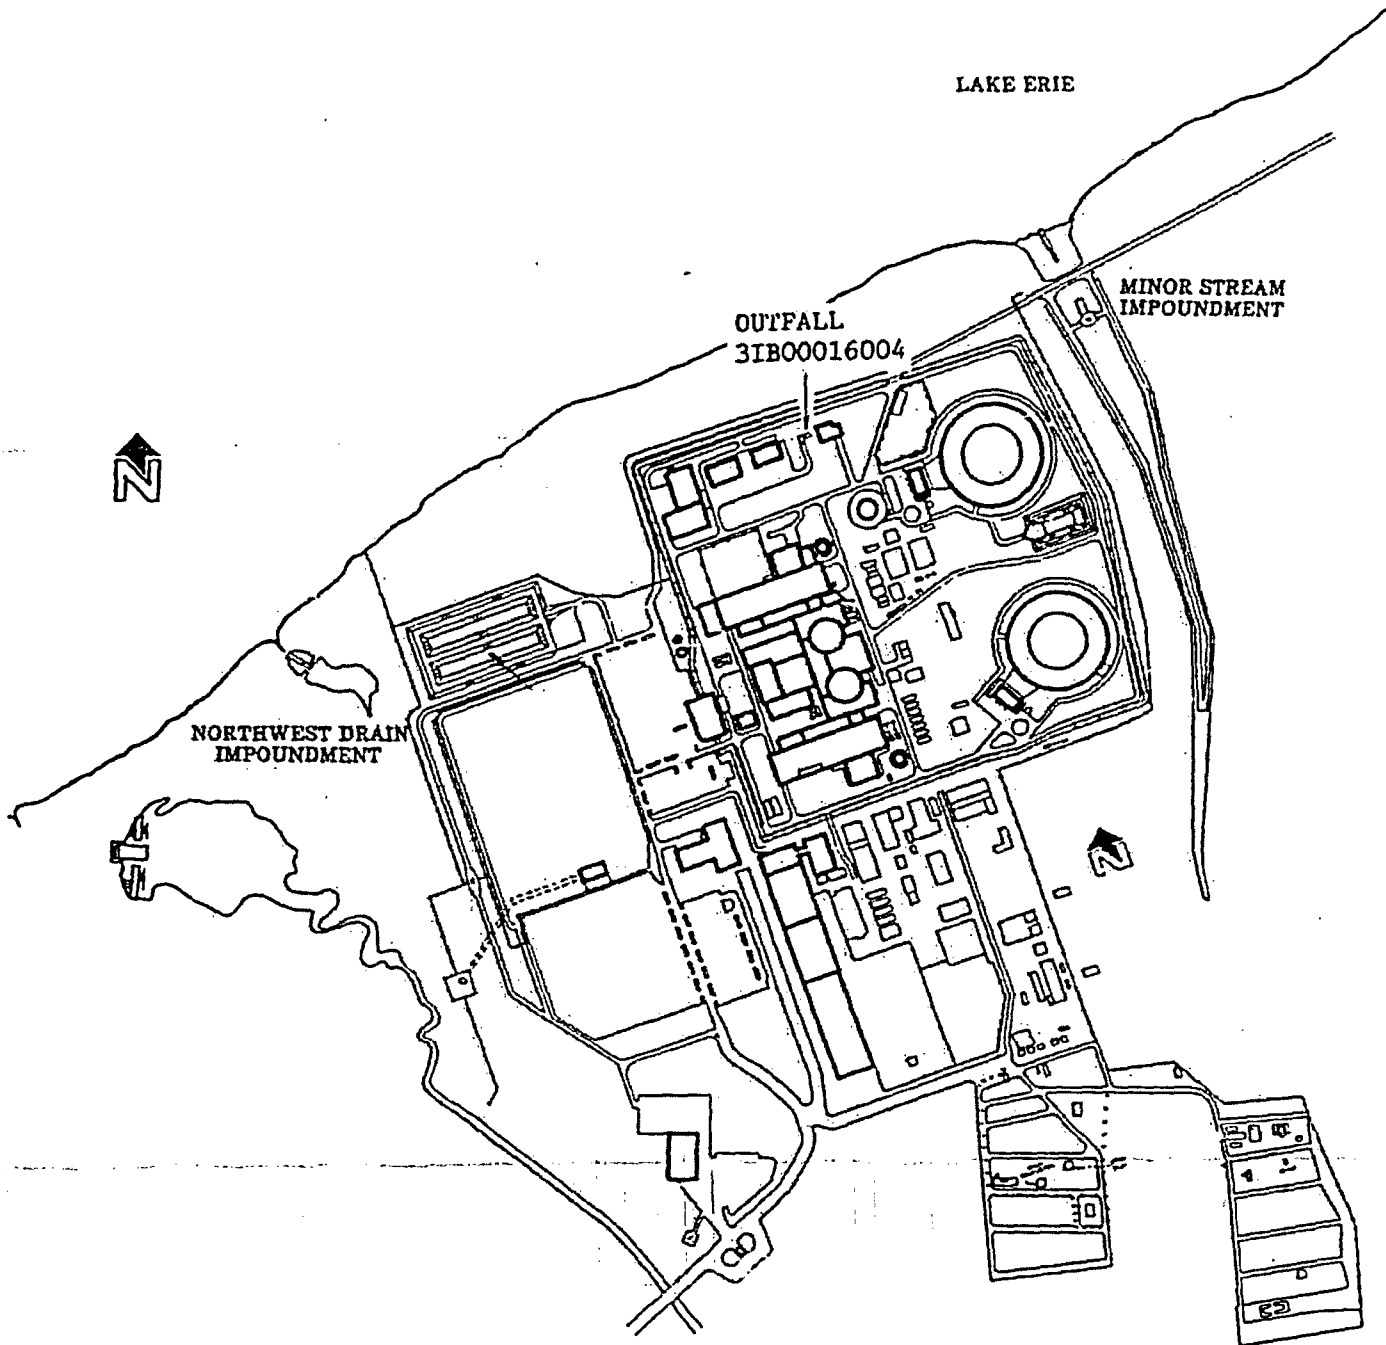 LAKE ERIE
MINOR STREAM
IMPOUNDMENT
OUTFALL
3IB00016004
N
NORTHWEST DRAIN
IMPOUNDMENT
N